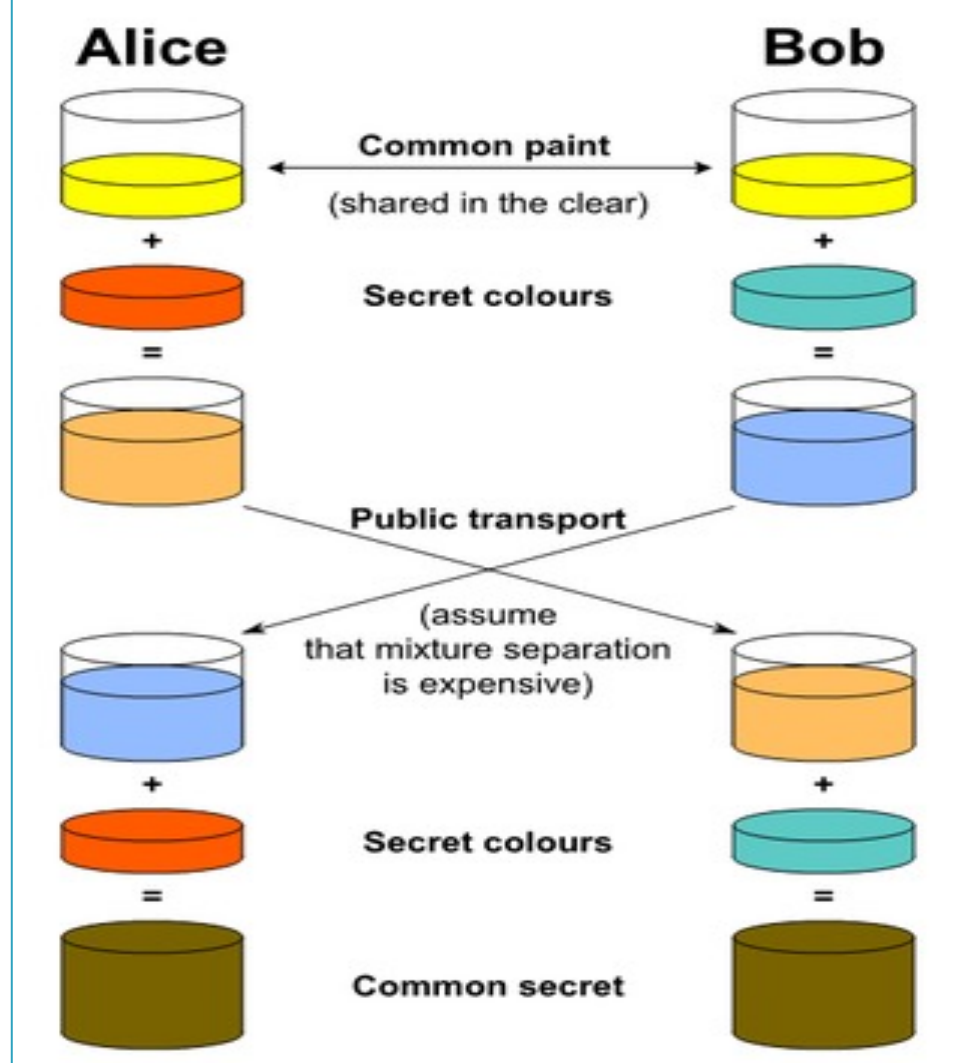 Alice Bob
Common paint
(shared in the clear)
+ +
Secret colours
= =
Public transport
(assume
that mixture separation
is expensive)
+ +
Secret colours
= =
Common secret